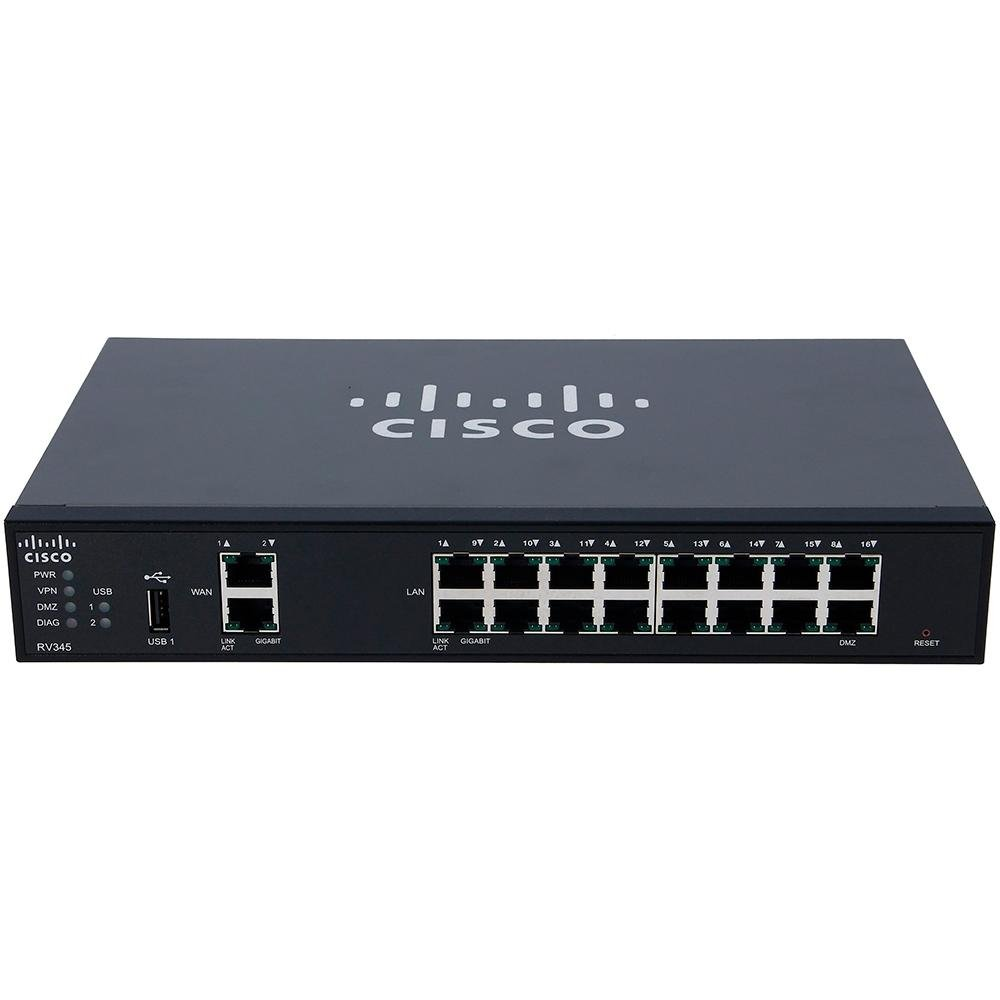 CISCO
CISCO
PWR
VPN USB
DMZ 1
DIAG 2
RV345
USB 1
WAN
1▲ 2▼
LINK GIGABIT
ACT
LAN
1▲ 9▼ 2▲ 10▼ 3▲ 11▼ 4▲ 12▼ 5▲ 13▼ 6▲ 14▼ 7▲ 15▼ 8▲ 16▼
LINK GIGABIT
ACT
DMZ
RESET